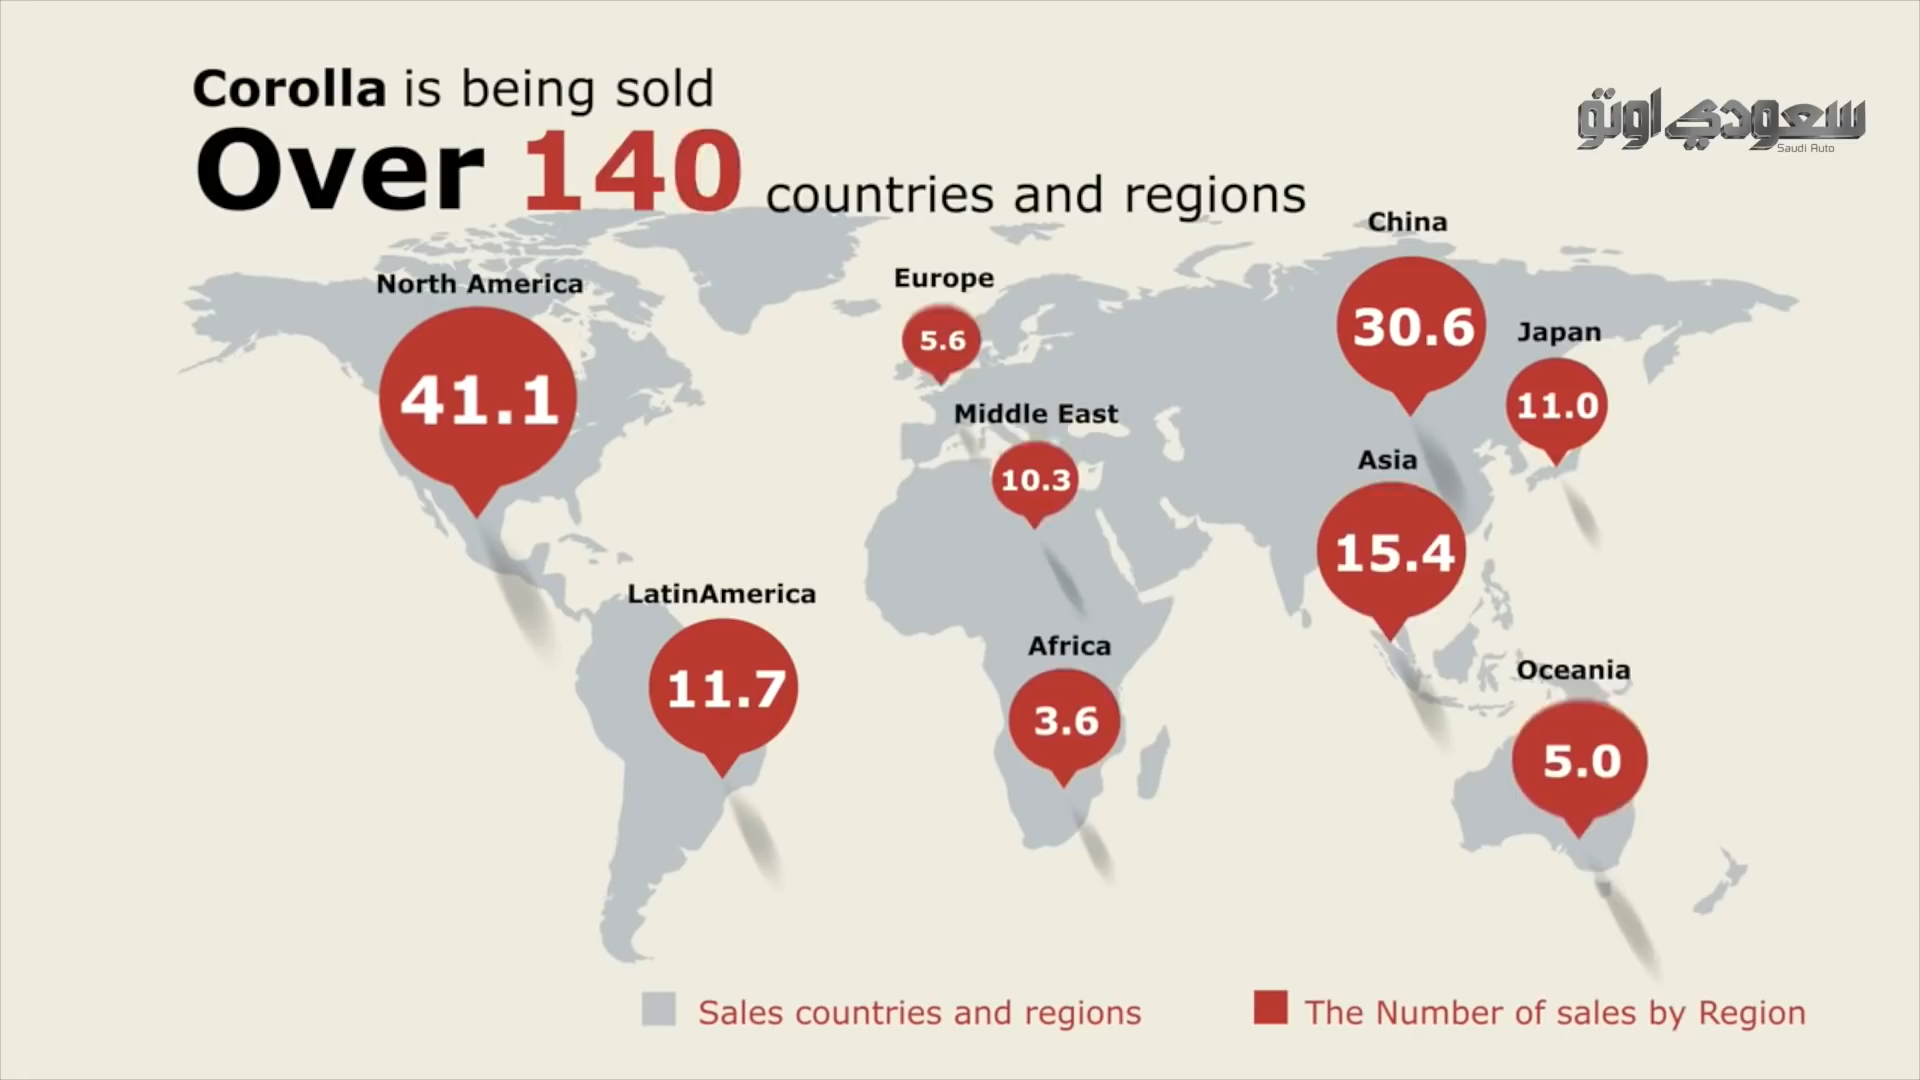 Corolla is being sold
Over 140 countries and regions
سعودي اوتو
Saudi Auto
China
30.6
North America
41.1
Europe
5.6
Japan
11.0
Middle East
10.3
Asia
15.4
LatinAmerica
11.7
Africa
3.6
Oceania
5.0
Sales countries and regions
The Number of sales by Region